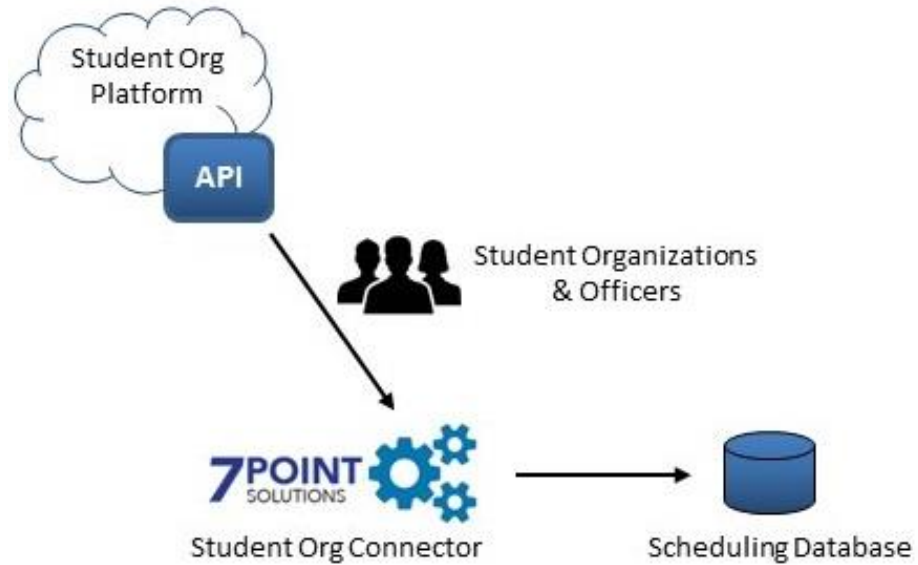 Student Org
Platform
API
Student Organizations
& Officers
7POINT
SOLUTIONS
Student Org Connector
Scheduling Database